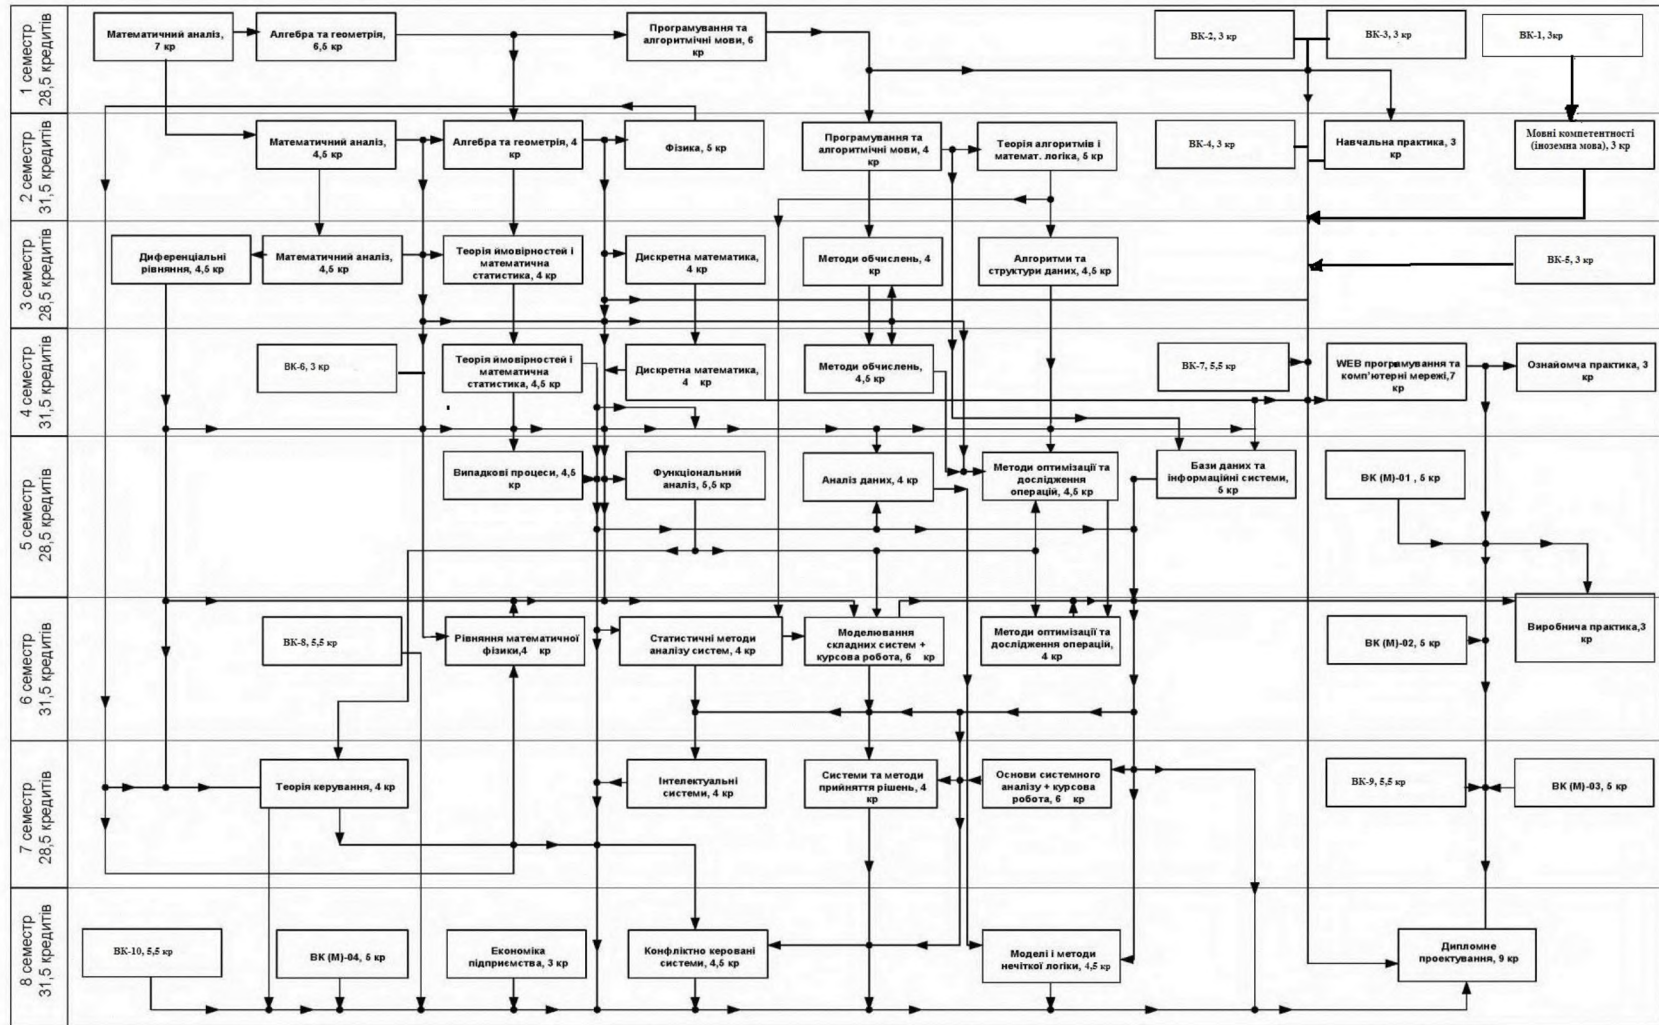 1 семестр
28,5 кредитів
Математичний аналіз,
7 кр
Алгебра та геометрія,
6,5 кр
Програмування та
алгоритмічні мови, 6
кр
ВК-2, 3 кр
ВК-3, 3 кр
ВК-1, 3кр
2 семестр
31,5 кредитів
Математичний аналіз,
4,5 кр
Алгебра та геометрія, 4
кр
Фізика, 5 кр
Програмування та
алгоритмічні мови, 4
кр
Теорія алгоритмів і
математ. логіка, 5 кр
ВК-4, 3 кр
Навчальна практика, 3
кр
Мовні компетентності
(іноземна мова), 3 кр
3 семестр
28,5 кредитів
Диференціальні
рівняння, 4,5 кр
Математичний аналіз,
4,5 кр
Теорія ймовірностей і
математична
статистика, 4 кр
Дискретна математика,
4 кр
Методи обчислень, 4
кр
Алгоритми та
структури даних, 4,5 кр
ВК-5, 3 кр
4 семестр
31,5 кредитів
ВК-6, 3 кр
Теорія ймовірностей і
математична
статистика, 4,5 кр
Дискретна математика,
4 кр
Методи обчислень,
4,5 кр
ВК-7, 5,5 кр
WEB програмування та
комп'ютерні мережі,7
кр
Ознайомча практика, 3
кр
5 семестр
28,5 кредитів
Випадкові процеси, 4,5
кр
Функціональний
аналіз, 5,5 кр
Аналіз даних, 4 кр
Методи оптимізації та
дослідження
операцій, 4,5 кр
Бази даних та
інформаційні системи,
5 кр
ВК (М)-01 , 5 кр
6 семестр
31,5 кредитів
ВК-8, 5,5 кр
Рівняння математичної
фізики,4 кр
Статистичні методи
аналізу систем, 4 кр
Моделювання
складних систем +
курсова робота, 6 кр
Методи оптимізації та
дослідження операцій,
4 кр
ВК (М)-02, 5 кр
Виробнича практика,3
кр
7 семестр
28,5 кредитів
Теорія керування, 4 кр
Інтелектуальні
системи, 4 кр
Системи та методи
прийняття рішень, 4
кр
Основи системного
аналізу + курсова
робота, 6 кр
ВК-9, 5,5 кр
ВК (М)-03, 5 кр
8 семестр
31,5 кредитів
ВК-10, 5,5 кр
ВК (М)-04, 5 кр
Економіка
підприємства, 3 кр
Конфліктно керовані
системи, 4,5 кр
Моделі і методи
нечіткої логіки, 4,5 кр
Дипломне
проектування, 9 кр